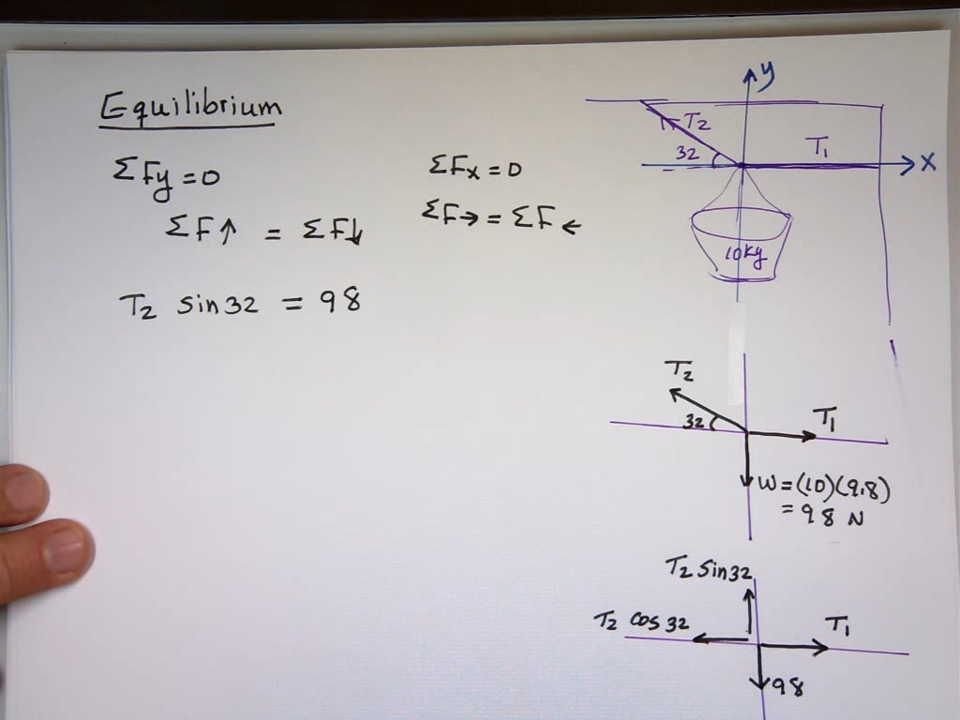 Equilibrium
ΣFy = 0
ΣF↑ = ΣF↓
T₂ sin32 = 98
ΣFx = 0
ΣF→ = ΣF←
y
T₂
32
T₁
x
10kg
T₂
32
T₁
W = (10)(9.8)
= 98 N
T₂ sin32
T₂ cos 32
T₁
98